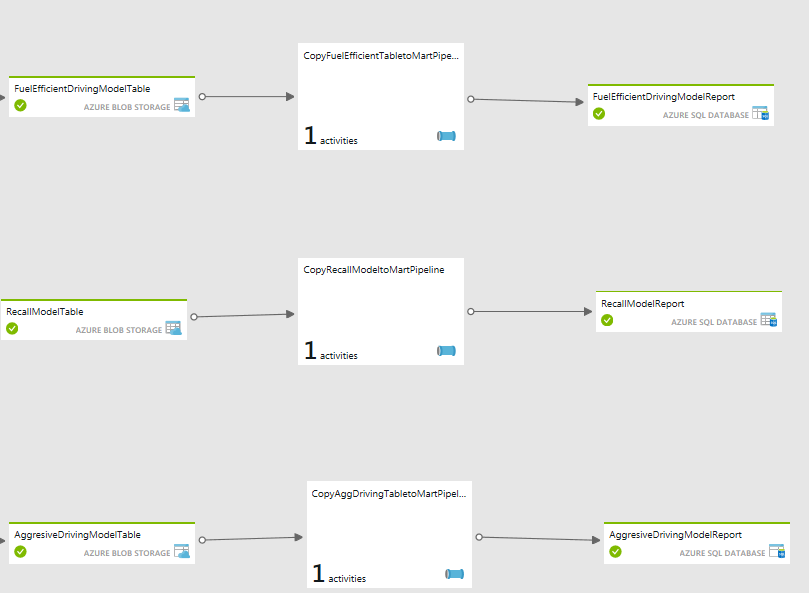 CopyFuelEfficientTabletoMartPipe...
FuelEfficientDrivingModelTable
AZURE BLOB STORAGE
1 activities
FuelEfficientDrivingModelReport
AZURE SQL DATABASE
CopyRecallModeltoMartPipeline
RecallModelTable
AZURE BLOB STORAGE
1 activities
RecallModelReport
AZURE SQL DATABASE
CopyAggDrivingTabletoMartPipel...
AggresiveDrivingModelTable
AZURE BLOB STORAGE
1 activities
AggresiveDrivingModelReport
AZURE SQL DATABASE